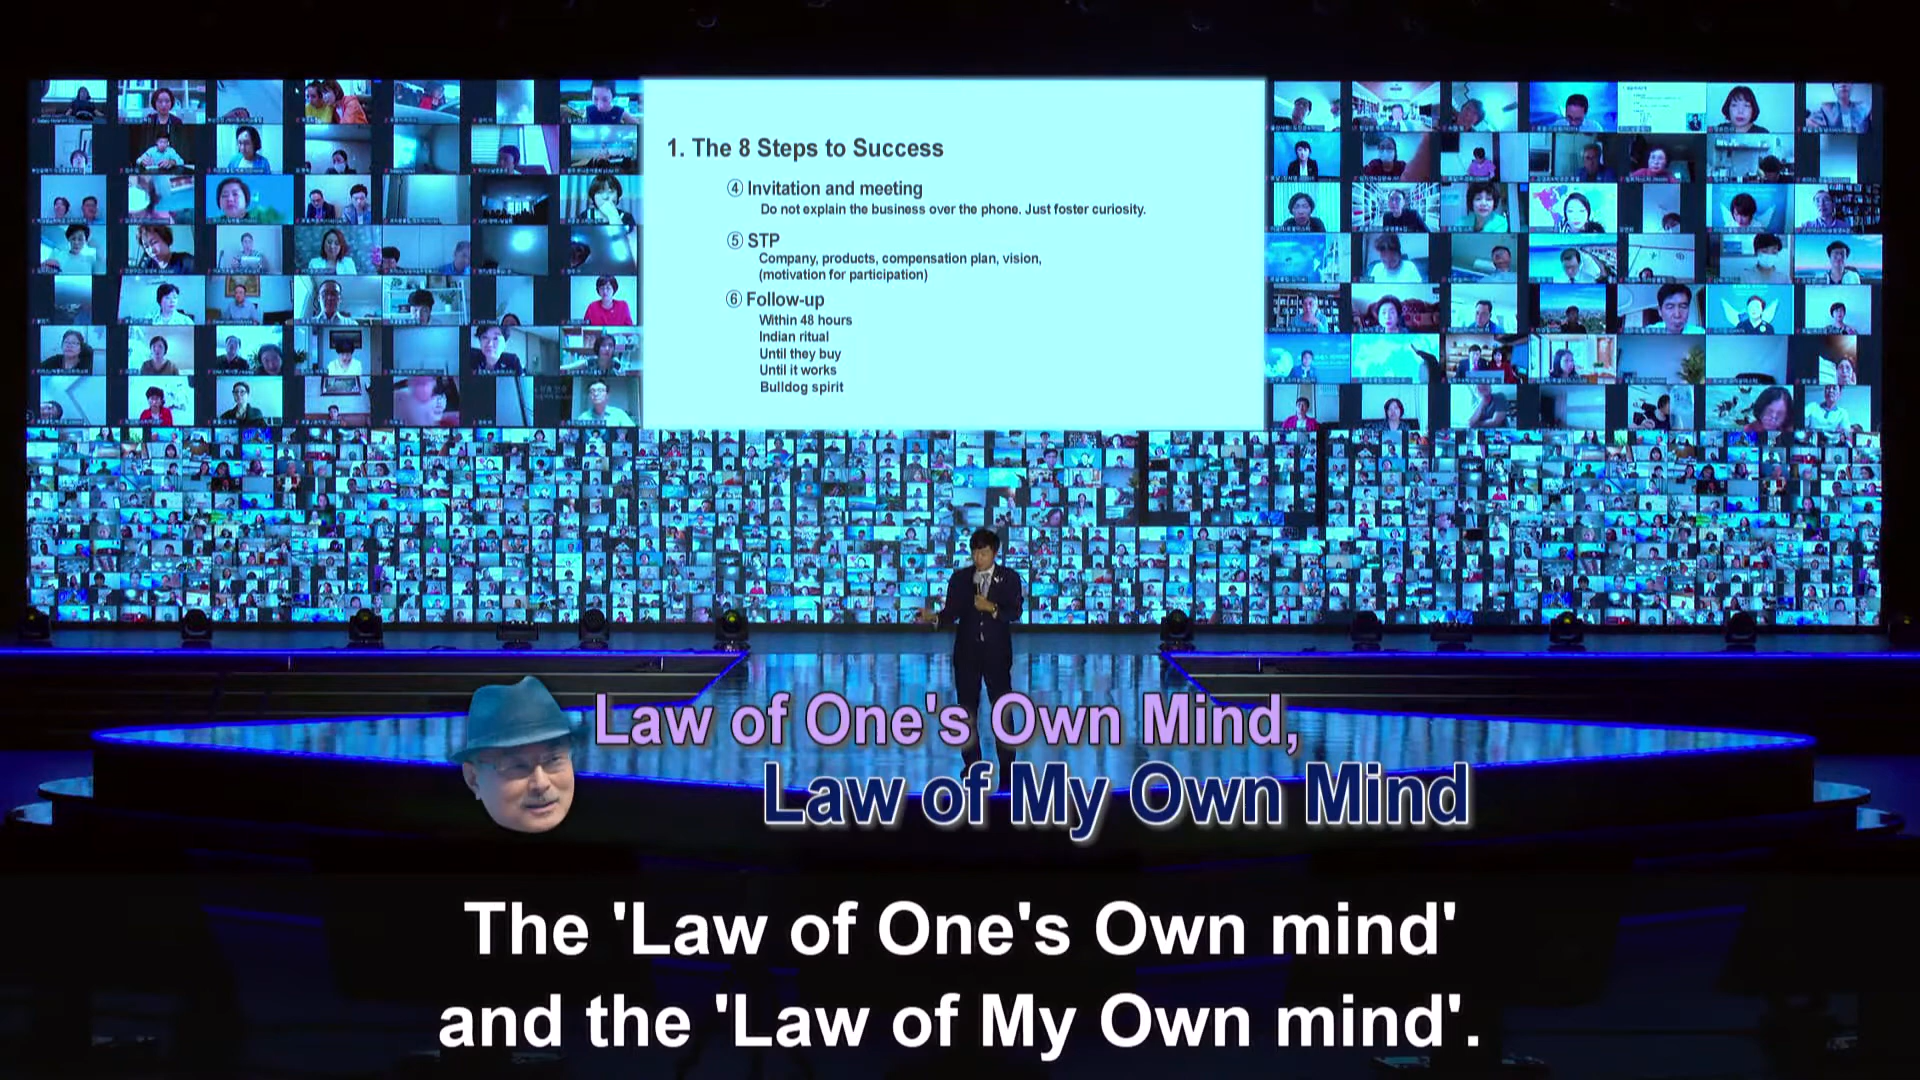 1. The 8 Steps to Success
④ Invitation and meeting
Do not explain the business over the phone. Just foster curiosity.
⑤ STP
Company, products, compensation plan, vision,
(motivation for participation)
⑥ Follow-up
Within 48 hours
Indian ritual
Until they buy
Until it works
Bulldog spirit
Law of One's Own Mind,
Law of My Own Mind
The 'Law of One's Own mind'
and the 'Law of My Own mind'.